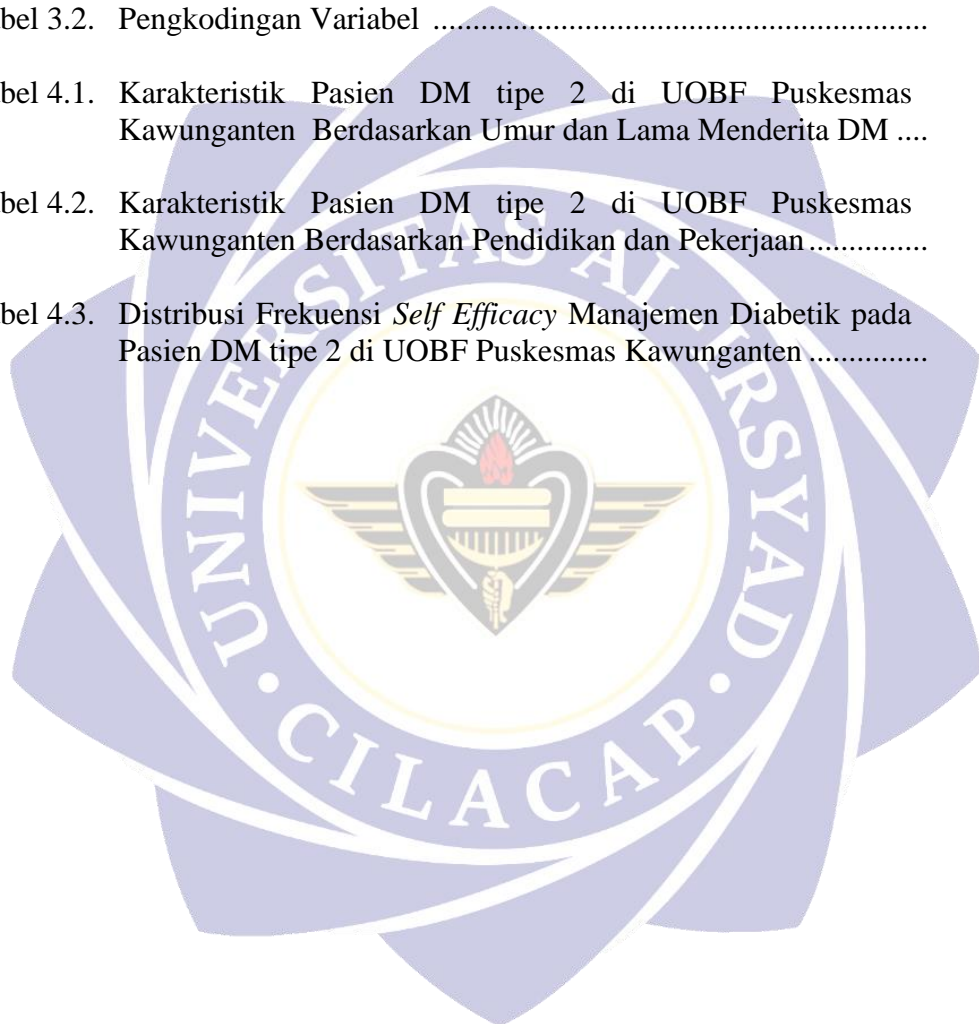 bel 3.2. Pengkodingan Variabel ............................................................
bel 4.1. Karakteristik Pasien DM tipe 2 di UOBF Puskesmas
Kawunganten Berdasarkan Umur dan Lama Menderita DM ....
bel 4.2. Karakteristik Pasien DM tipe 2 di UOBF Puskesmas
Kawunganten Berdasarkan Pendidikan dan Pekerjaan ...............
bel 4.3. Distribusi Frekuensi Self Efficacy Manajemen Diabetik pada
Pasien DM tipe 2 di UOBF Puskesmas Kawunganten ...............
UNIVERSITAS AL-IRSYAD
• CILACAP •